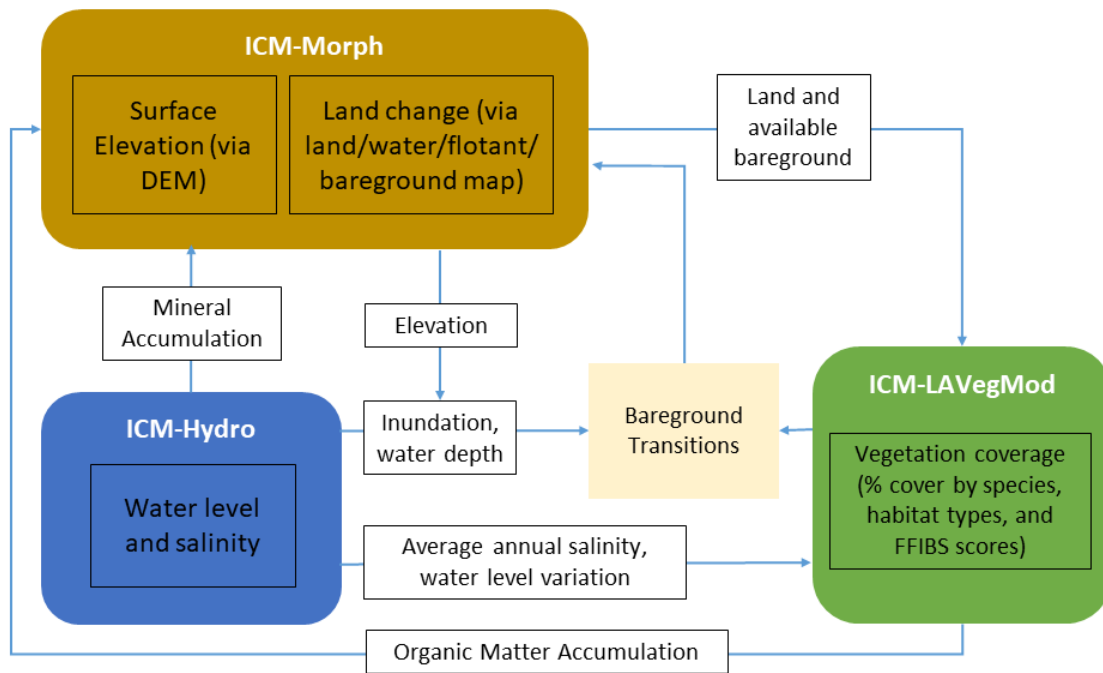 ICM-Morph
Surface
Elevation (via
DEM)
Land change (via
land/water/flotant/
bareground map)
Land and
available
bareground
Mineral
Accumulation
Elevation
ICM-Hydro
Water level
and salinity
Inundation,
water depth
Bareground
Transitions
ICM-LAVegMod
Vegetation coverage
(% cover by species,
habitat types, and
FFIBS scores)
Average annual salinity,
water level variation
Organic Matter Accumulation